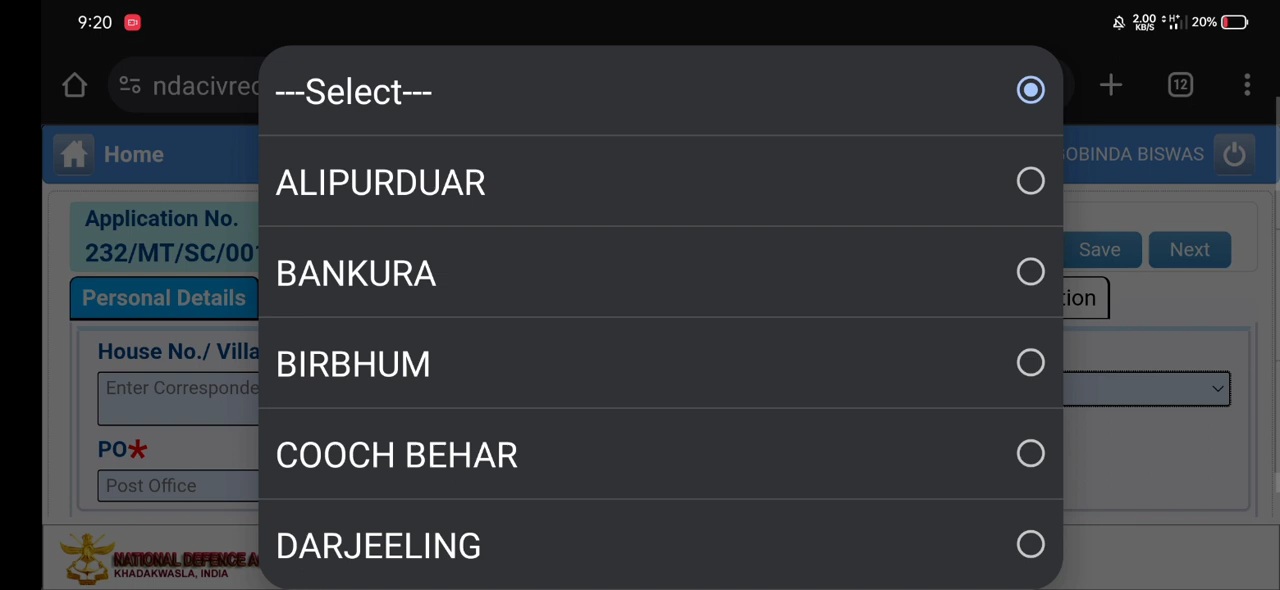 9:20
2.00 KB/S H+ 20%
ndacivrec
12
---Select---
ALIPURDUAR
BANKURA
BIRBHUM
COOCH BEHAR
DARJEELING
Home
OBINDA BISWAS
Application No.
232/MT/SC/001
Save
Next
Personal Details
tion
House No./ Villa
Enter Corresponde
PO*
Post Office
NATIONAL DEFENCE A
KHADAKWASLA, INDIA